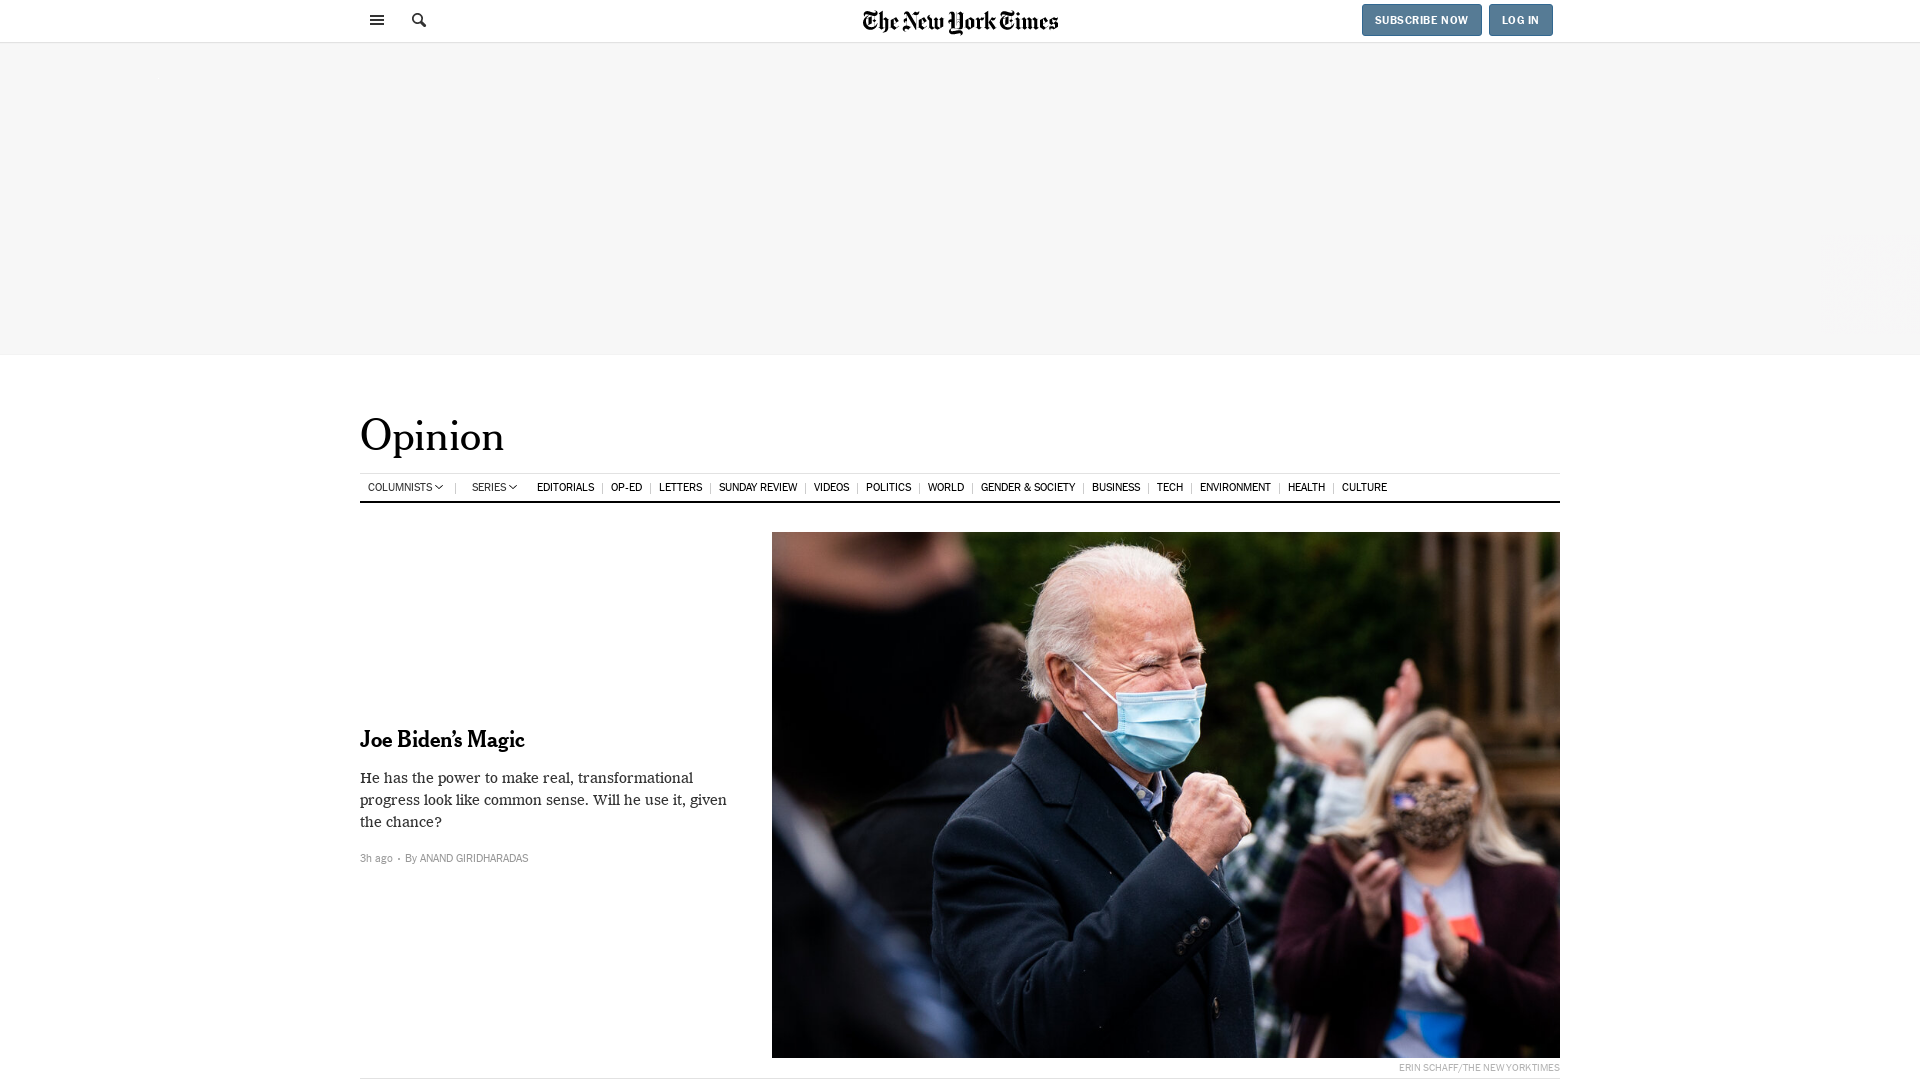 The New York Times
SUBSCRIBE NOW
LOG IN
Opinion
COLUMNISTS SERIES EDITORIALS OP-ED LETTERS SUNDAY REVIEW VIDEOS POLITICS WORLD GENDER & SOCIETY BUSINESS TECH ENVIRONMENT HEALTH CULTURE
Joe Biden’s Magic
He has the power to make real, transformational
progress look like common sense. Will he use it, given
the chance?
3h ago • By ANAND GIRIDHARADAS
ERIN SCHAFF/THE NEW YORK TIMES